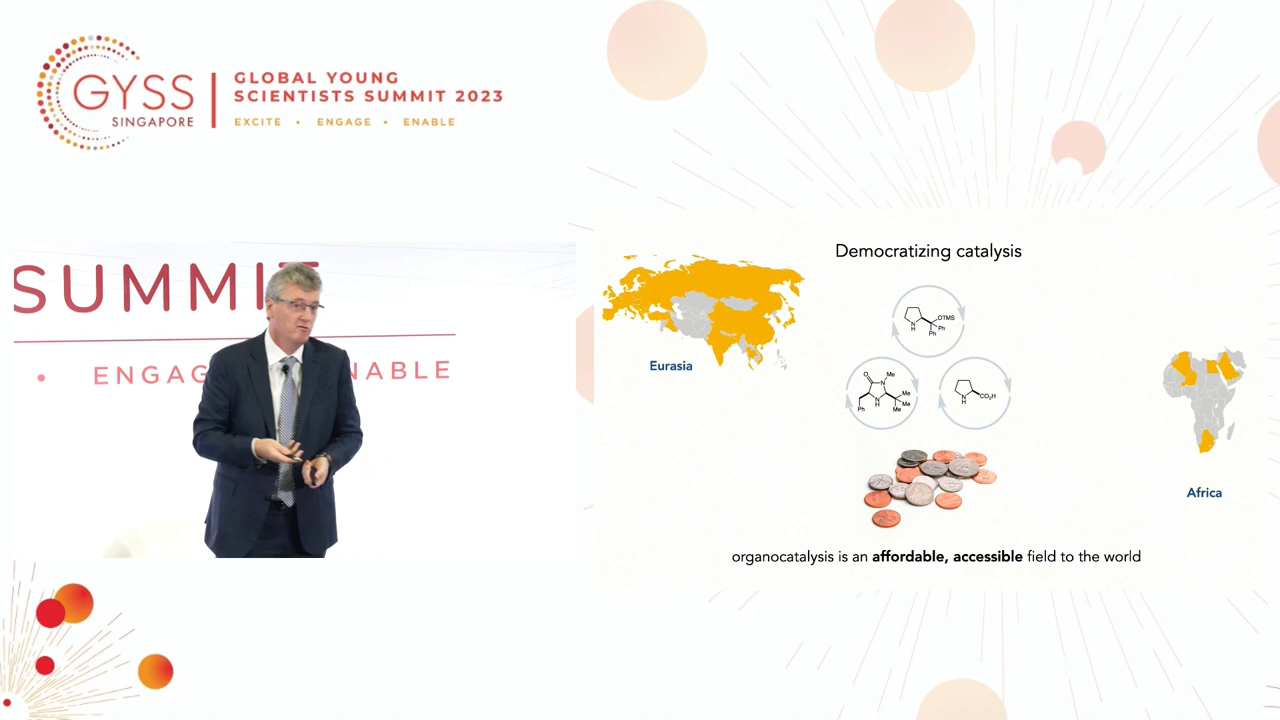 GYSS
SINGAPORE
GLOBAL YOUNG
SCIENTISTS SUMMIT 2023
EXCITE • ENGAGE • ENABLE
SUMMIT
• ENGAG NABLE
Democratizing catalysis
Eurasia
N
H
OTMS
Ph
Ph
O
Me
N
N
H
Me
Me
Me
Ph
N
H
CO2H
Africa
organocatalysis is an affordable, accessible field to the world